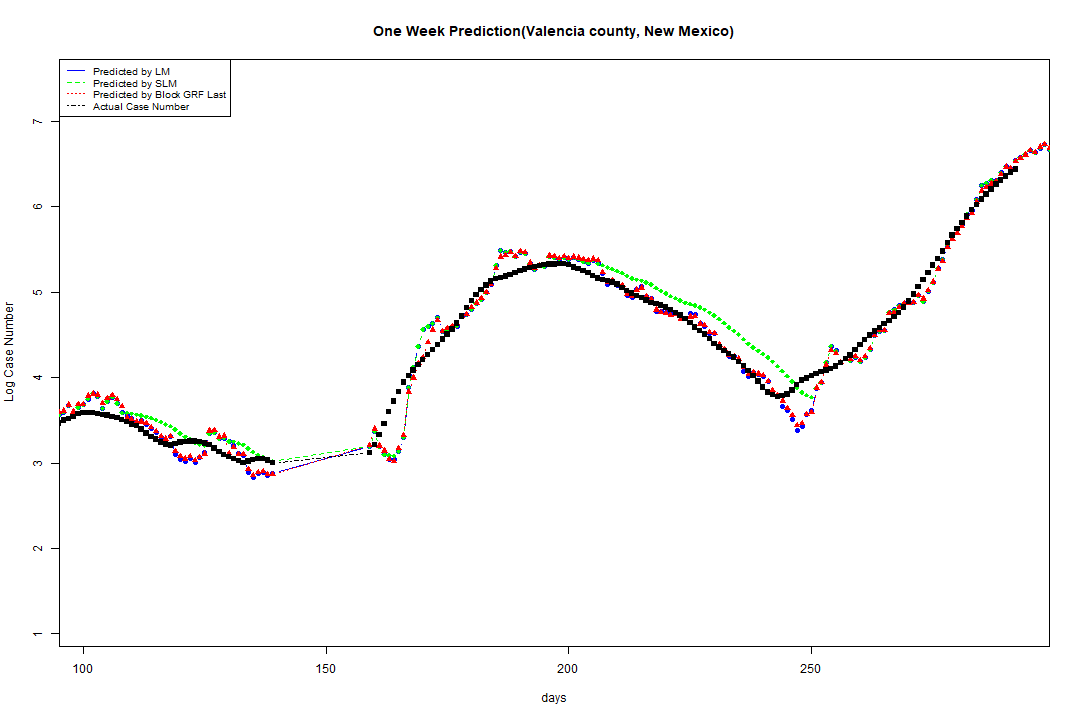 One Week Prediction(Valencia county, New Mexico)
Predicted by LM
Predicted by SLM
Predicted by Block GRF Last
Actual Case Number
Log Case Number
7
6
5
4
3
2
1
100 150 200 250
days